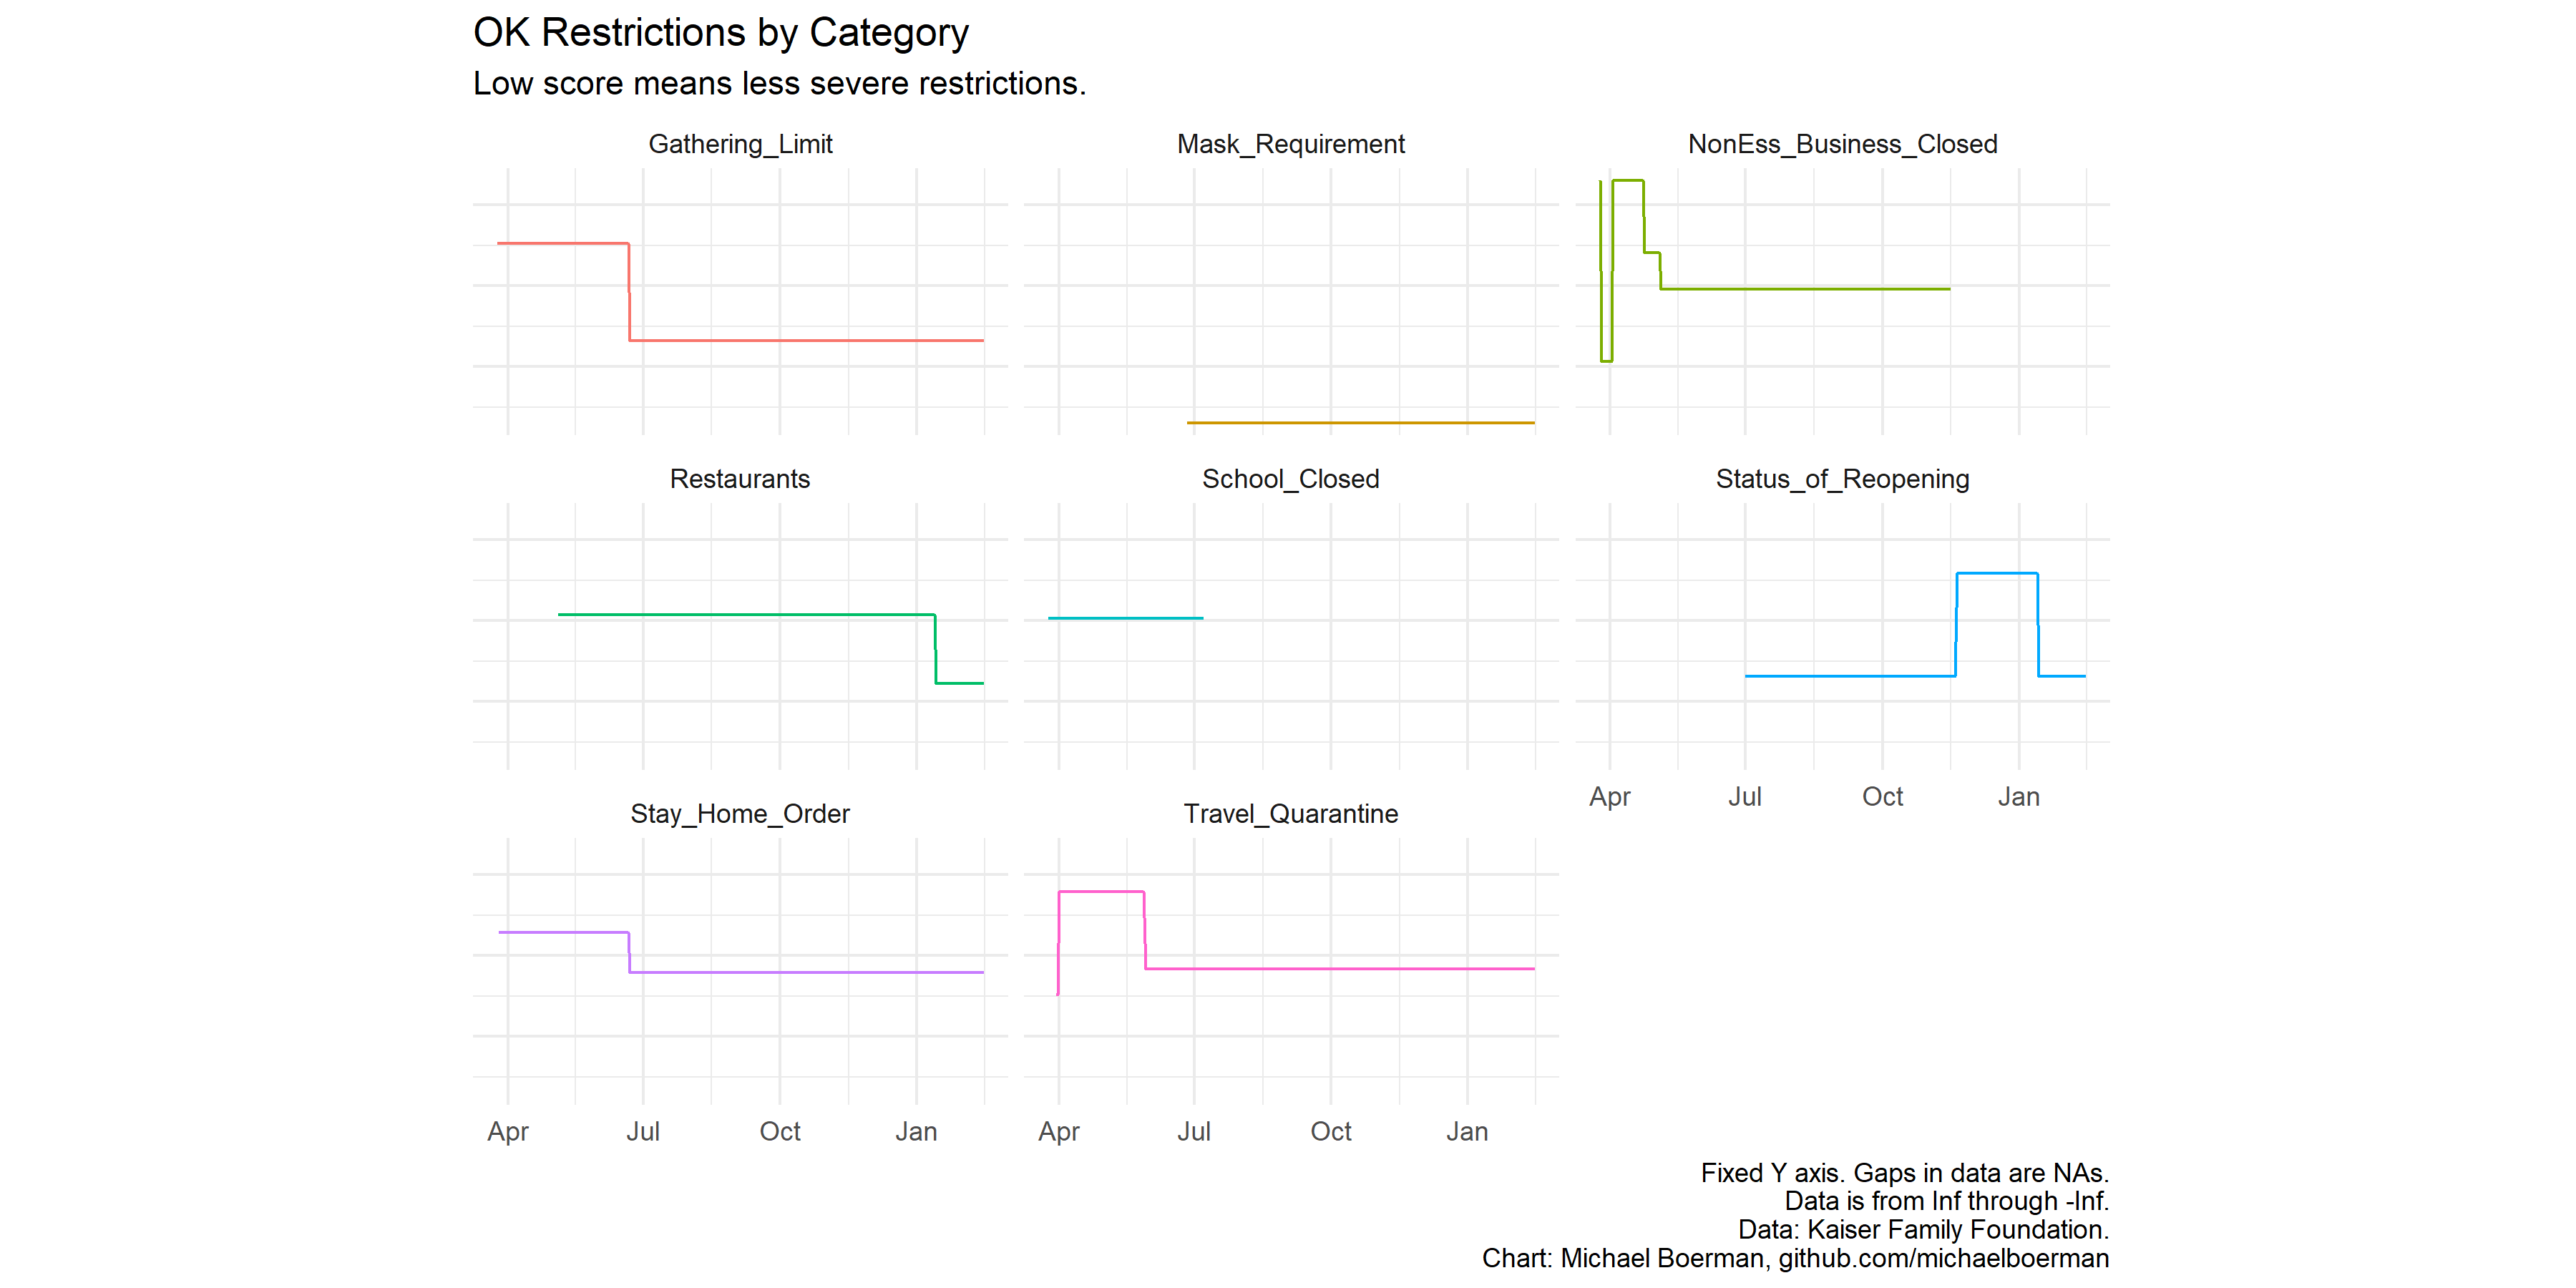 OK Restrictions by Category
Low score means less severe restrictions.
Gathering_Limit
Mask_Requirement
NonEss_Business_Closed
Restaurants
School_Closed
Status_of_Reopening
Apr Jul Oct Jan
Stay_Home_Order
Travel_Quarantine
Apr Jul Oct Jan
Apr Jul Oct Jan
Fixed Y axis. Gaps in data are NAs.
Data is from Inf through -Inf.
Data: Kaiser Family Foundation.
Chart: Michael Boerman, github.com/michaelboerman